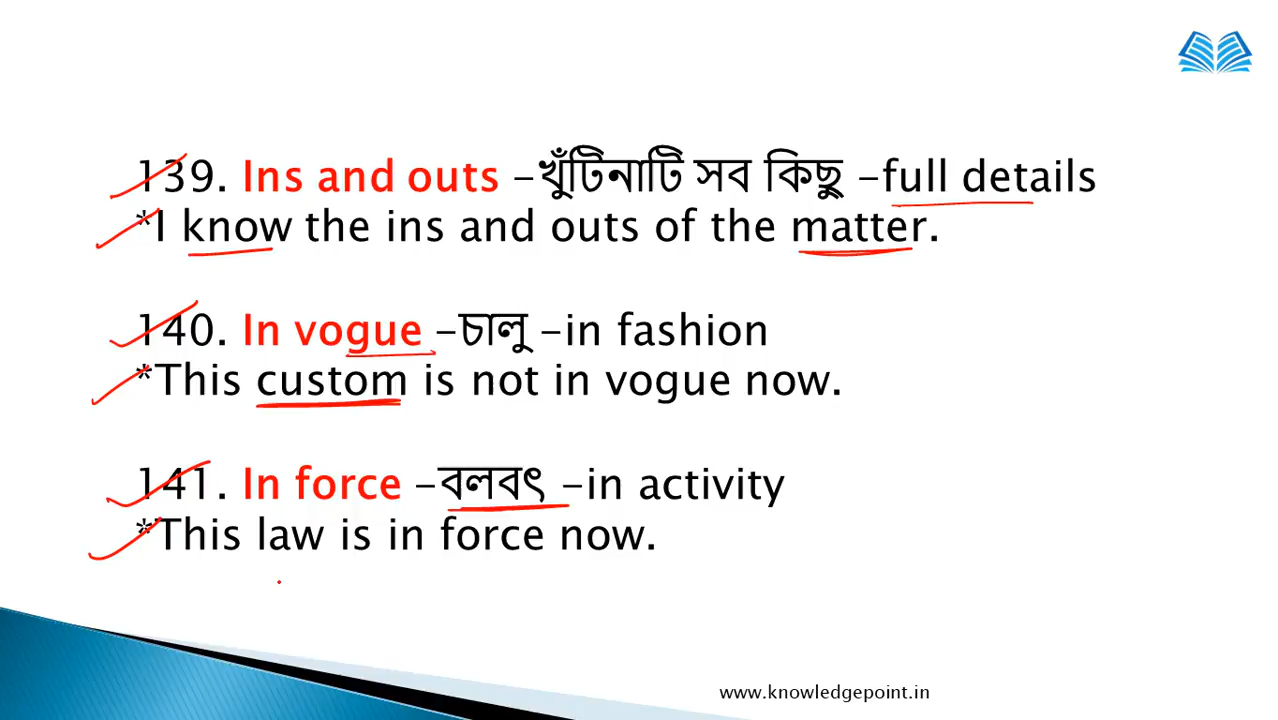 139. Ins and outs -খুঁটিনাটি সব কিছু -full details
*I know the ins and outs of the matter.
140. In vogue -চালু -in fashion
*This custom is not in vogue now.
141. In force -বলবৎ -in activity
*This law is in force now.
www.knowledgepoint.in